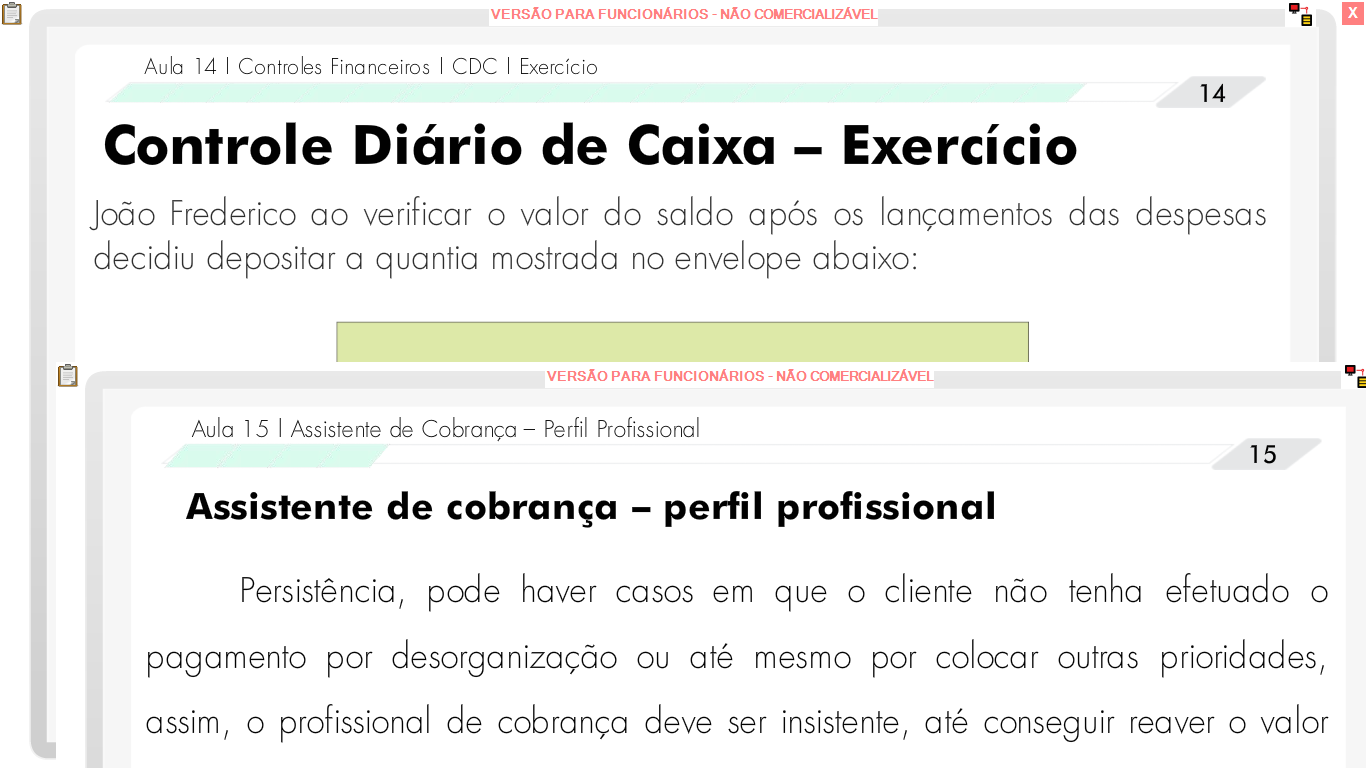 VERSÃO PARA FUNCIONÁRIOS - NÃO COMERCIALIZÁVEL
X
Aula 14 | Controles Financeiros | CDC | Exercício
14
Controle Diário de Caixa – Exercício
João Frederico ao verificar o valor do saldo após os lançamentos das despesas
decidiu depositar a quantia mostrada no envelope abaixo:
VERSÃO PARA FUNCIONÁRIOS - NÃO COMERCIALIZÁVEL
Aula 15 | Assistente de Cobrança – Perfil Profissional
15
Assistente de cobrança – perfil profissional
Persistência, pode haver casos em que o cliente não tenha efetuado o
pagamento por desorganização ou até mesmo por colocar outras prioridades,
assim, o profissional de cobrança deve ser insistente, até conseguir reaver o valor